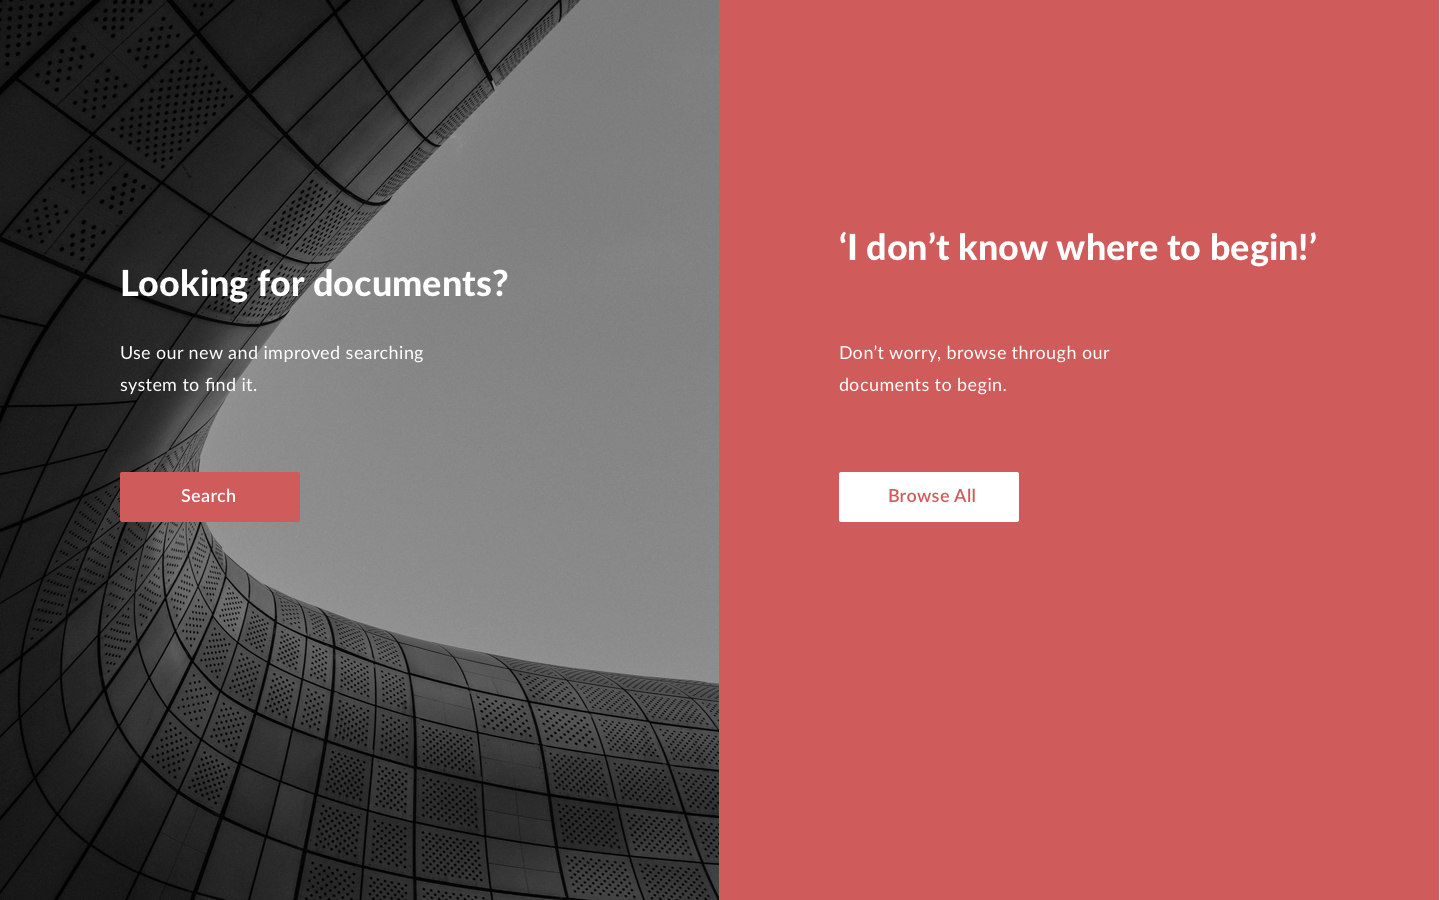 Looking for documents?
Use our new and improved searching
system to find it.
Search
‘I don’t know where to begin!’
Don’t worry, browse through our
documents to begin.
Browse All